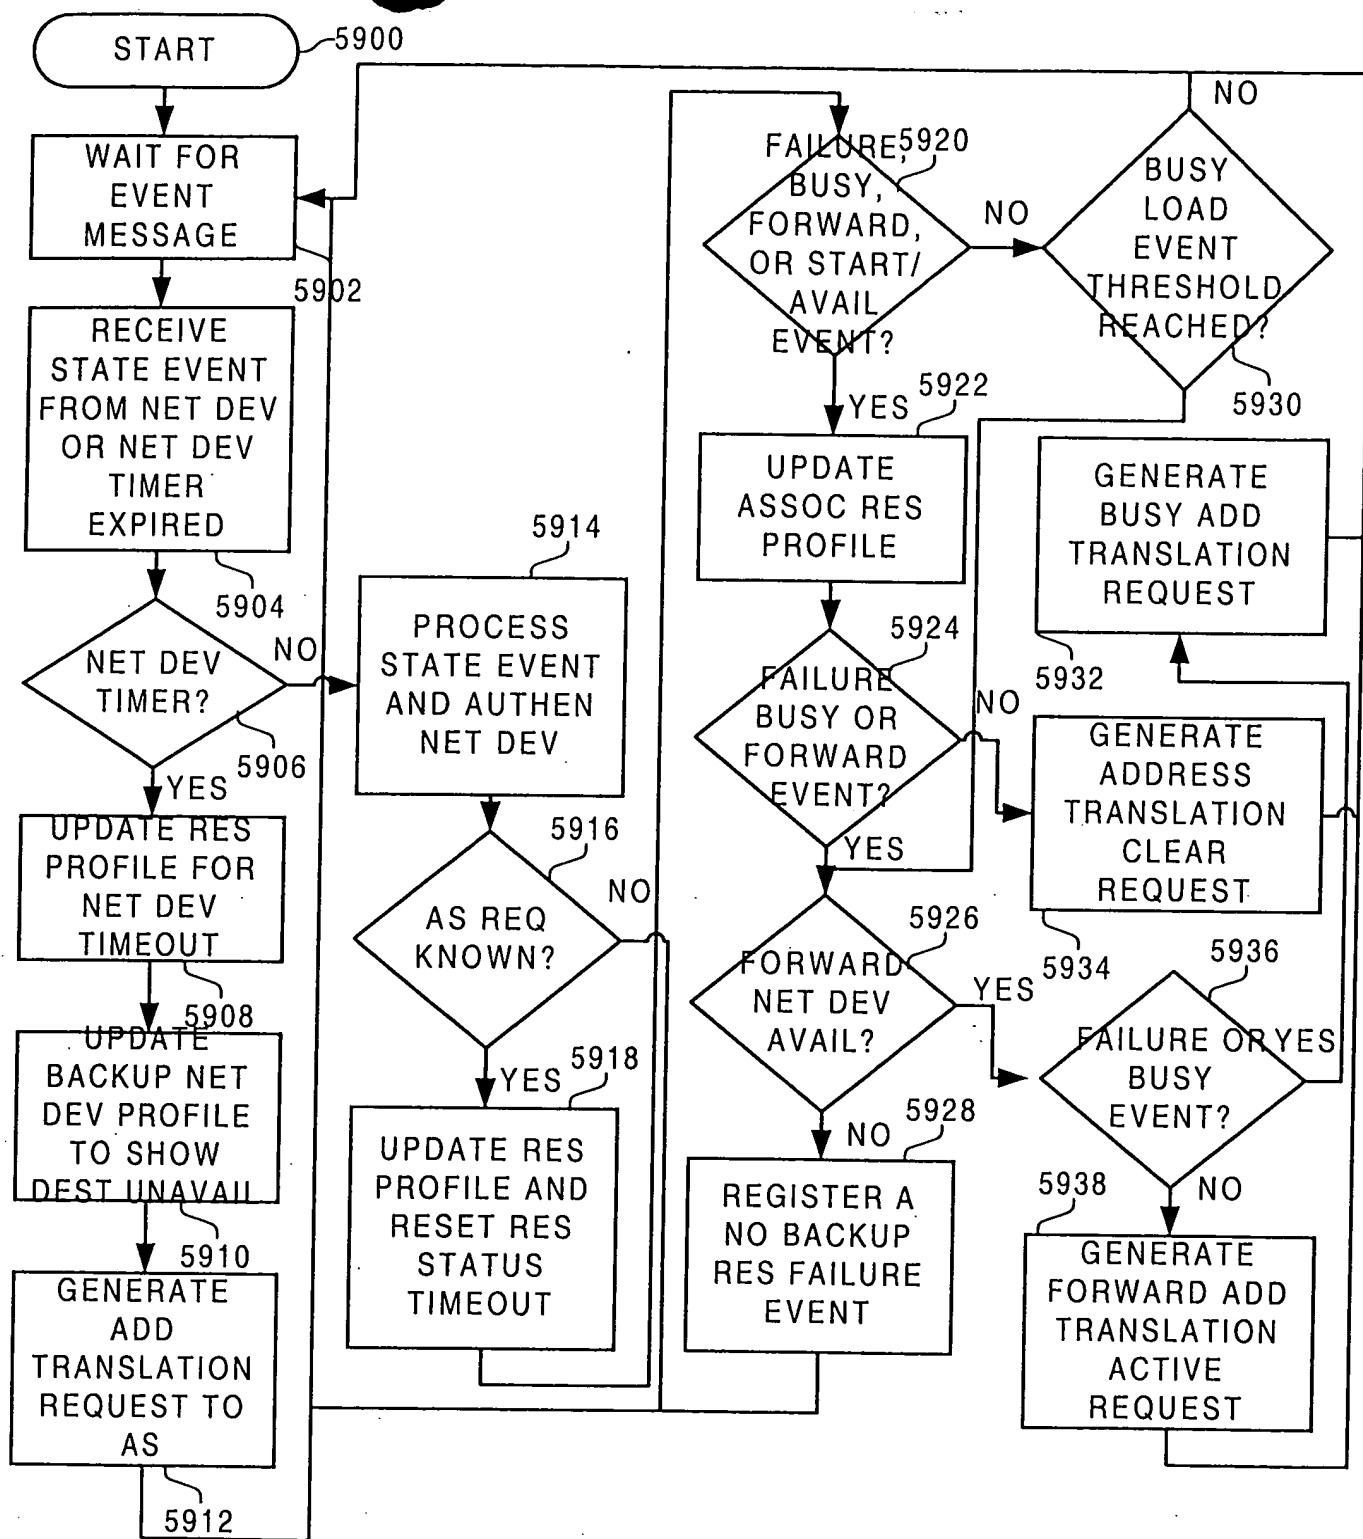 START
5900
WAIT FOR
EVENT
MESSAGE
5902
RECEIVE
STATE EVENT
FROM NET DEV
OR NET DEV
TIMER
EXPIRED
5904
NET DEV
TIMER?
NO
5906
YES
UPDATE RES
PROFILE FOR
NET DEV
TIMEOUT
5908
UPDATE
BACKUP NET
DEV PROFILE
TO SHOW
DEST UNAVAIL
5910
GENERATE
ADD
TRANSLATION
REQUEST TO
AS
5912
5914
PROCESS
STATE EVENT
AND AUTHEN
NET DEV
5916
AS REQ
KNOWN?
NO
YES
5918
UPDATE RES
PROFILE AND
RESET RES
STATUS
TIMEOUT
5920
FAILURE,
BUSY,
FORWARD,
OR START/
AVAIL
EVENT?
NO
YES
5922
UPDATE
ASSOC RES
PROFILE
5924
FAILURE
BUSY OR
FORWARD
EVENT?
NO
YES
5926
FORWARD
NET DEV
AVAIL?
YES
NO
5928
REGISTER A
NO BACKUP
RES FAILURE
EVENT
NO
BUSY
LOAD
EVENT
THRESHOLD
REACHED?
5930
GENERATE
BUSY ADD
TRANSLATION
REQUEST
5932
GENERATE
ADDRESS
TRANSLATION
CLEAR
REQUEST
5934
5936
FAILURE OR
BUSY
EVENT?
YES
NO
5938
GENERATE
FORWARD ADD
TRANSLATION
ACTIVE
REQUEST